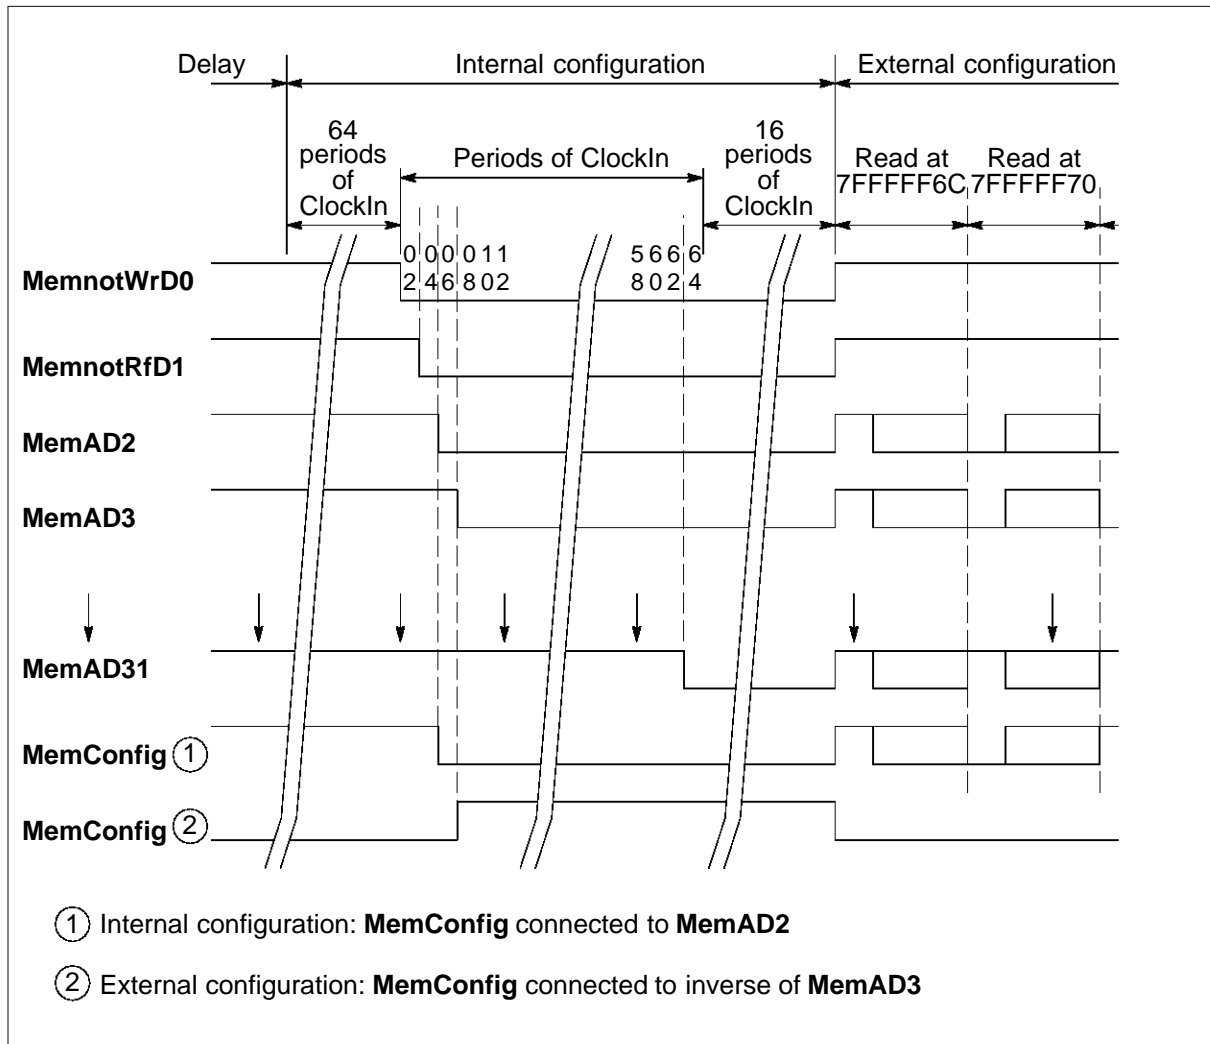 Delay Internal configuration External configuration
64
periods
of
ClockIn
Periods of ClockIn
16
periods
of
ClockIn
Read at
7FFFFF6C
Read at
7FFFFF70
0 0 0 0 1 1 5 6 6 6
2 4 6 8 0 2 8 0 2 4
MemnotWrD0
MemnotRfD1
MemAD2
MemAD3
MemAD31
MemConfig 1
MemConfig 2
1 Internal configuration: MemConfig connected to MemAD2
2 External configuration: MemConfig connected to inverse of MemAD3